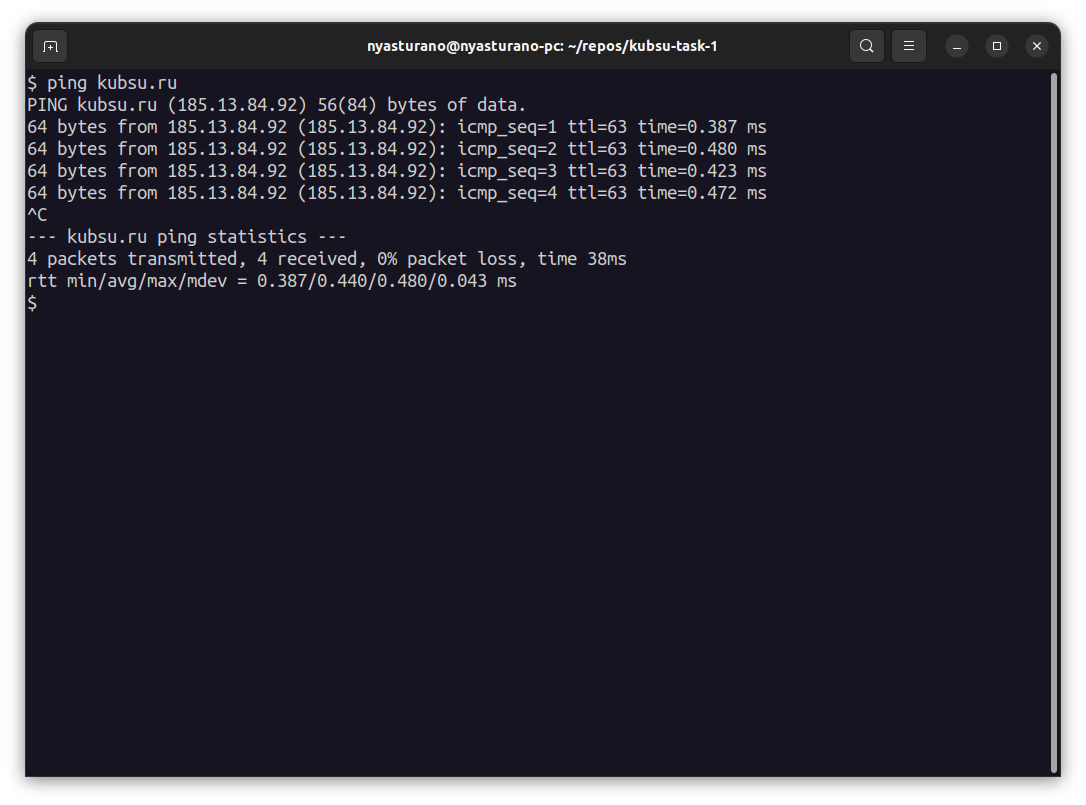 nyasturano@nyasturano-pc: ~/repos/kubsu-task-1
$ ping kubsu.ru
PING kubsu.ru (185.13.84.92) 56(84) bytes of data.
64 bytes from 185.13.84.92 (185.13.84.92): icmp_seq=1 ttl=63 time=0.387 ms
64 bytes from 185.13.84.92 (185.13.84.92): icmp_seq=2 ttl=63 time=0.480 ms
64 bytes from 185.13.84.92 (185.13.84.92): icmp_seq=3 ttl=63 time=0.423 ms
64 bytes from 185.13.84.92 (185.13.84.92): icmp_seq=4 ttl=63 time=0.472 ms
^C
--- kubsu.ru ping statistics ---
4 packets transmitted, 4 received, 0% packet loss, time 38ms
rtt min/avg/max/mdev = 0.387/0.440/0.480/0.043 ms
$